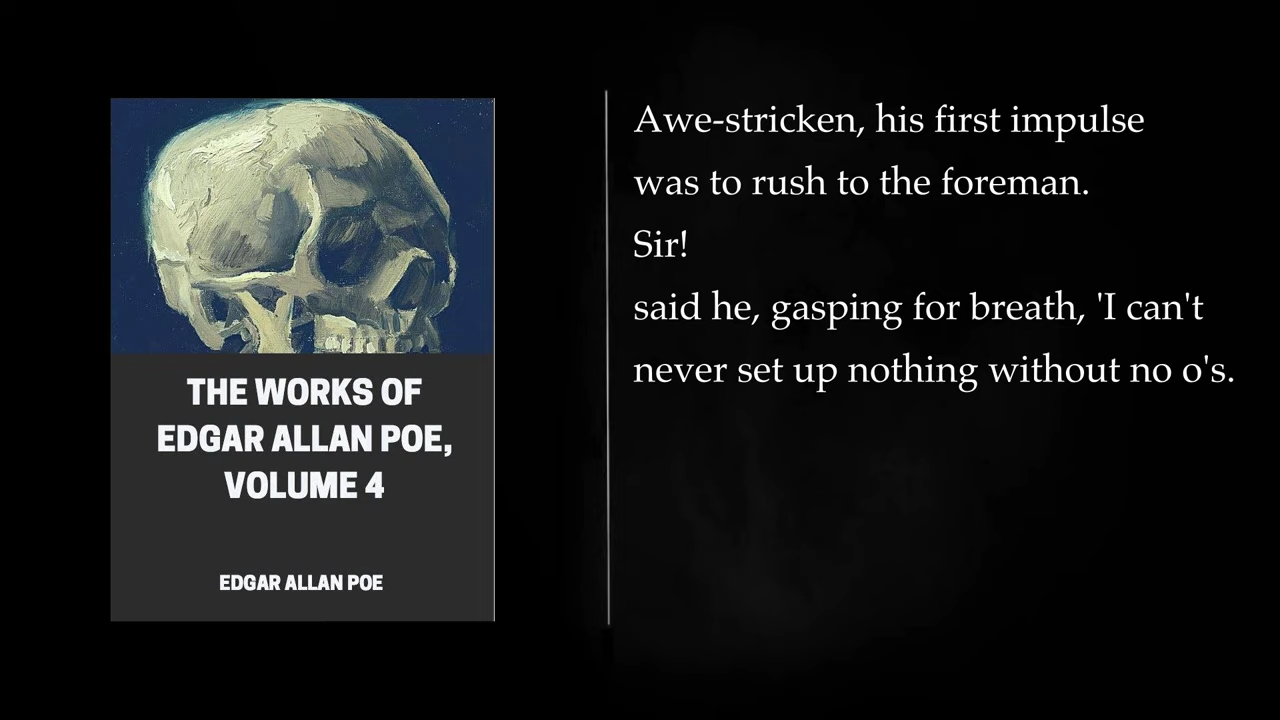 THE WORKS OF
EDGAR ALLAN POE,
VOLUME 4
EDGAR ALLAN POE
Awe-stricken, his first impulse
was to rush to the foreman.
Sir!
said he, gasping for breath, 'I can't
never set up nothing without no o's.